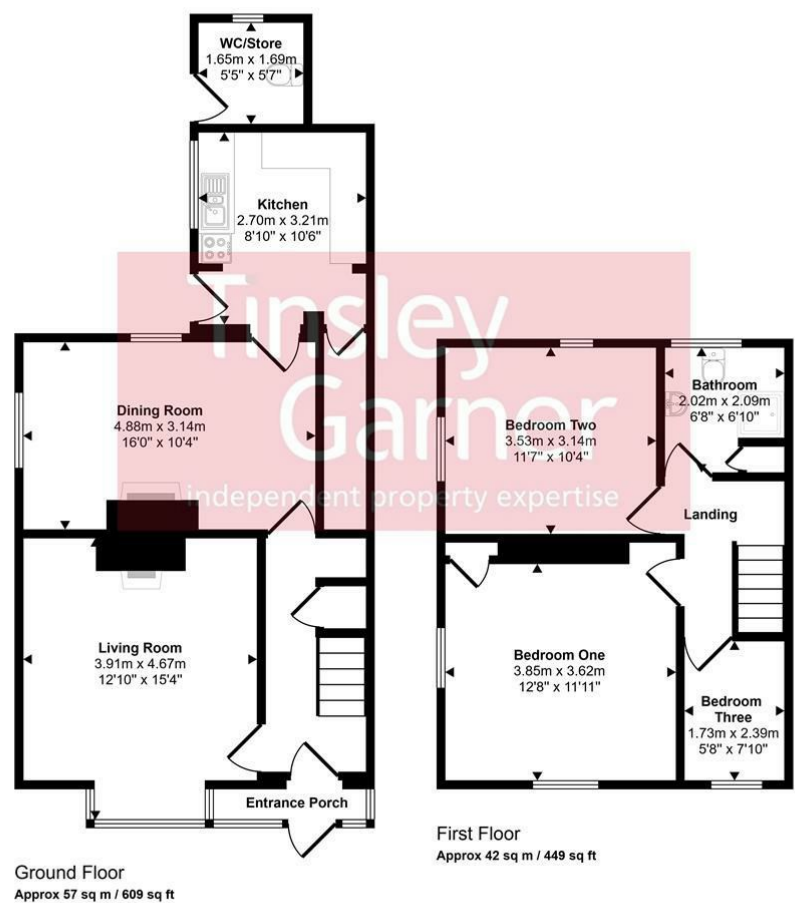 WC/Store
1.65m x 1.69m
5'5" x 5'7"
Kitchen
2.70m x 3.21m
8'10" x 10'6"
Tinsley
Garner
independent property expertise
Dining Room
4.88m x 3.14m
16'0" x 10'4"
Living Room
3.91m x 4.67m
12'10" x 15'4"
Entrance Porch
Ground Floor
Approx 57 sq m / 609 sq ft
Bedroom Two
3.53m x 3.14m
11'7" x 10'4"
Bathroom
2.02m x 2.09m
6'8" x 6'10"
Landing
Bedroom One
3.85m x 3.62m
12'8" x 11'11"
Bedroom
Three
1.73m x 2.39m
5'8" x 7'10"
First Floor
Approx 42 sq m / 449 sq ft